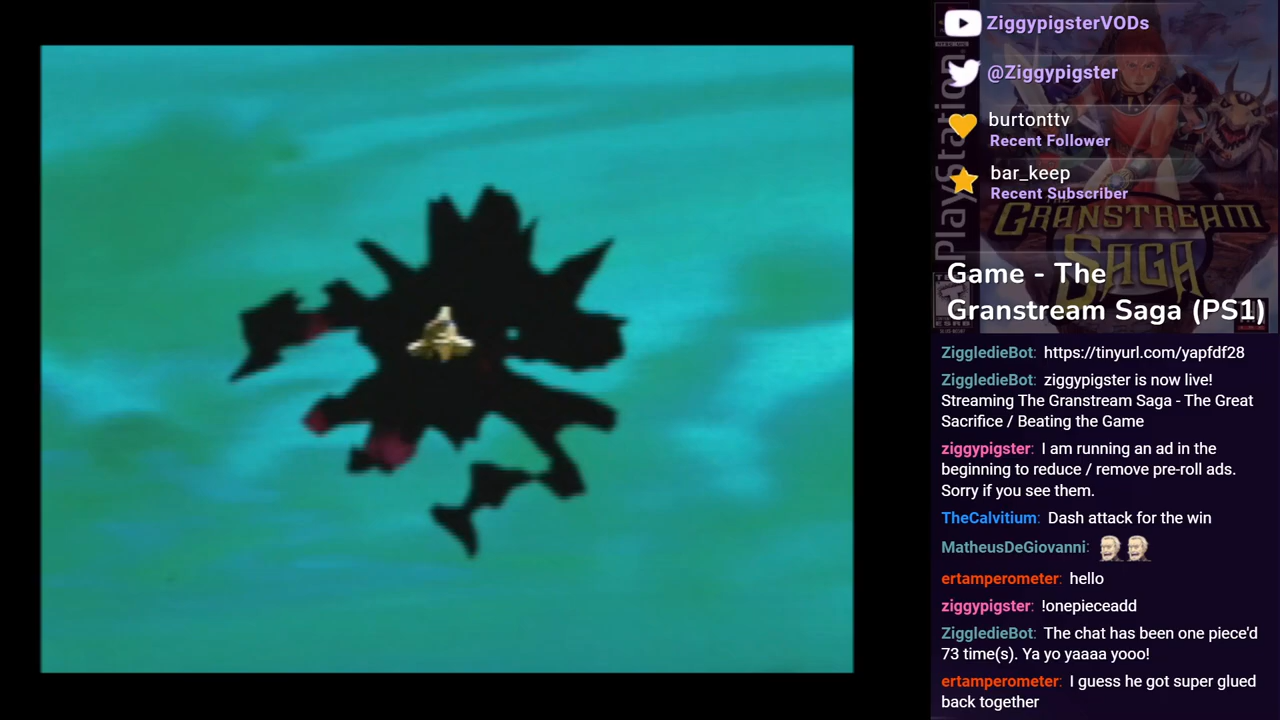 ZiggypigsterVODs
@Ziggypigster
burtonttv
Recent Follower
bar_keep
Recent Subscriber
PlayStation
THE
GRANSTREAM
SAGA
Game - The
Granstream Saga (PS1)
ZiggledieBot: https://tinyurl.com/yapfdf28
ZiggledieBot: ziggypigster is now live!
Streaming The Granstream Saga - The Great
Sacrifice / Beating the Game
ziggypigster: I am running an ad in the
beginning to reduce / remove pre-roll ads.
Sorry if you see them.
TheCalvitium: Dash attack for the win
MatheusDeGiovanni:
ertamperometer: hello
ziggypigster: !onepieceadd
ZiggledieBot: The chat has been one piece'd
73 time(s). Ya yo yaaaa yooo!
ertamperometer: I guess he got super glued
back together